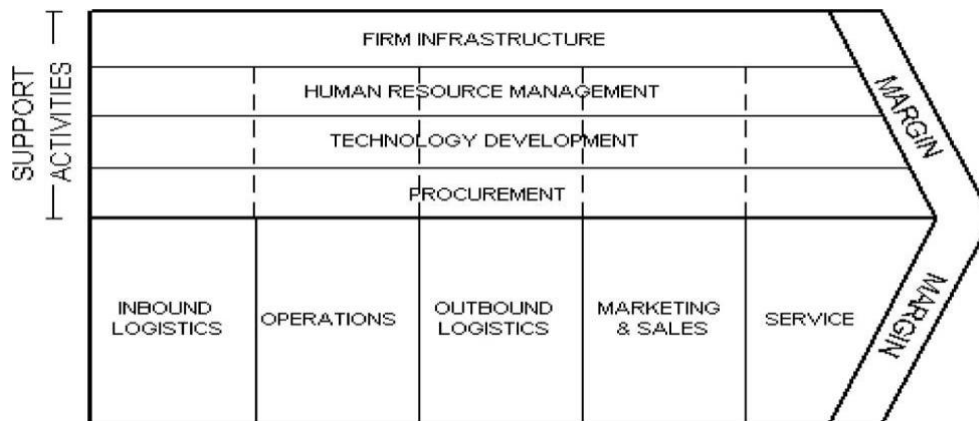 SUPPORT
ACTIVITIES
FIRM INFRASTRUCTURE
HUMAN RESOURCE MANAGEMENT
TECHNOLOGY DEVELOPMENT
PROCUREMENT
MARGIN
INBOUND
LOGISTICS
OPERATIONS
OUTBOUND
LOGISTICS
MARKETING
& SALES
SERVICE
MARGIN